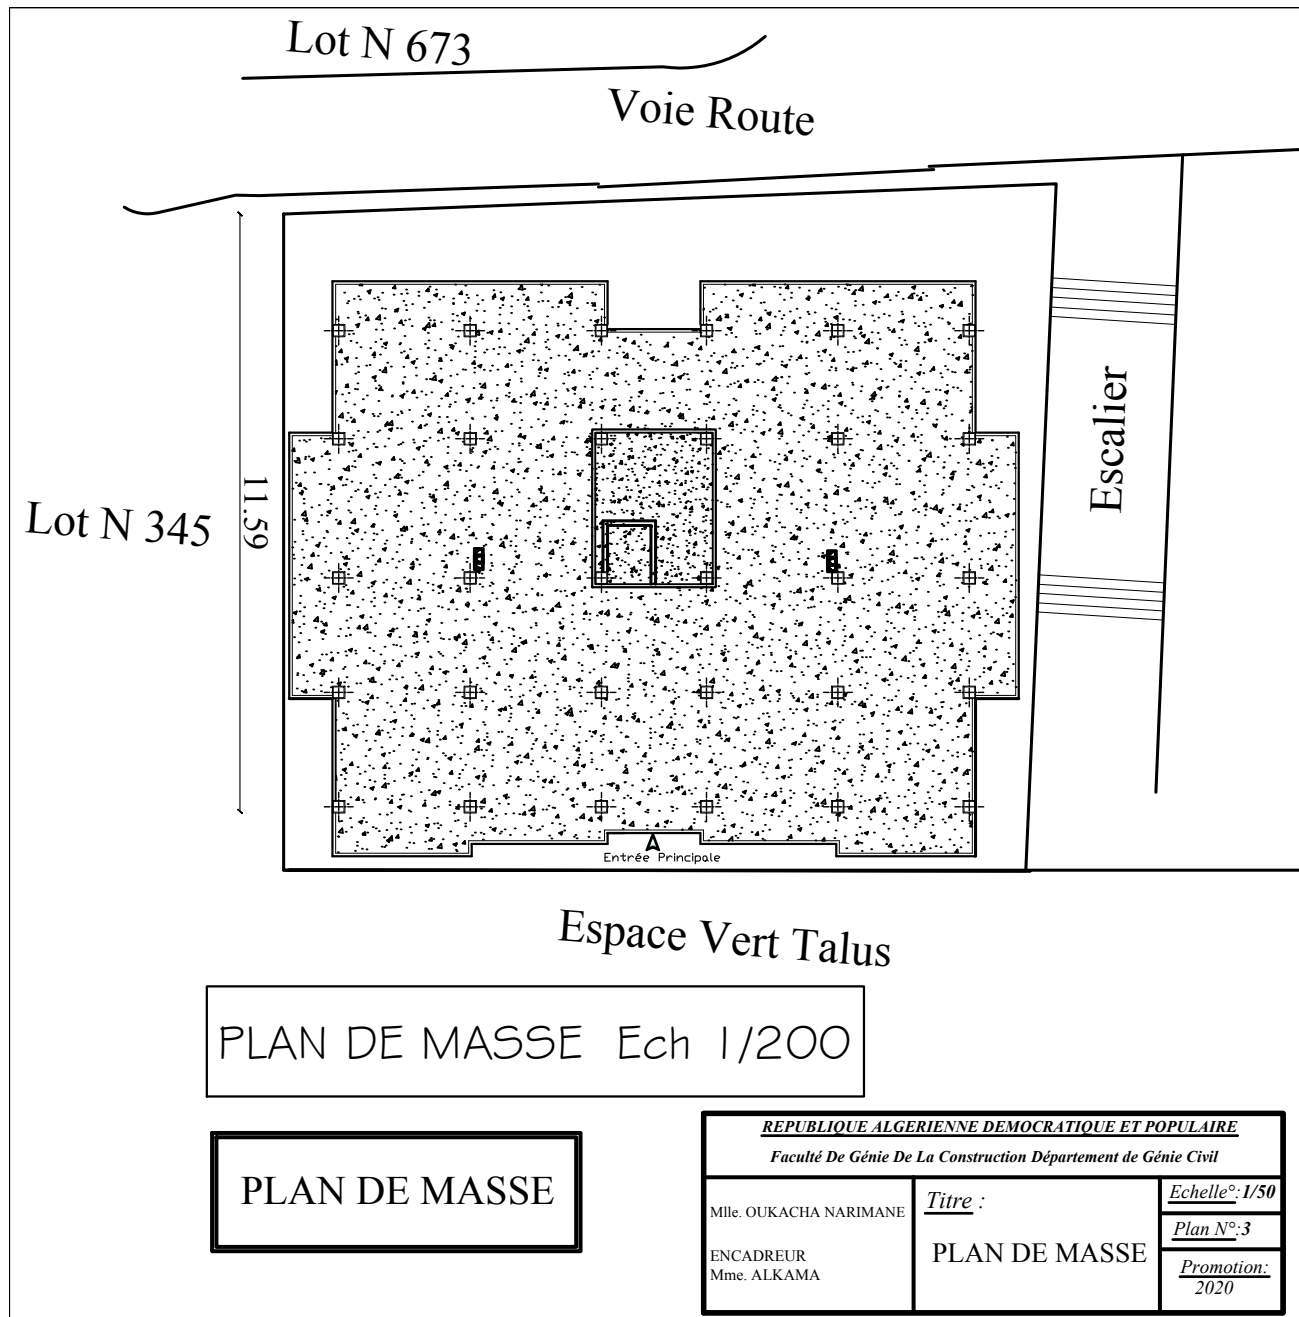 Lot N 673
Voie Route
Escalier
Lot N 345
11.59
Entrée Principale
Espace Vert Talus
PLAN DE MASSE Ech 1/200
PLAN DE MASSE
REPUBLIQUE ALGERIENNE DEMOCRATIQUE ET POPULAIRE
Faculté De Génie De La Construction Département de Génie Civil
Mlle. OUKACHA NARIMANE
ENCADREUR
Mme. ALKAMA
Titre :
PLAN DE MASSE
Echelle°:1/50
Plan N°:3
Promotion:
2020